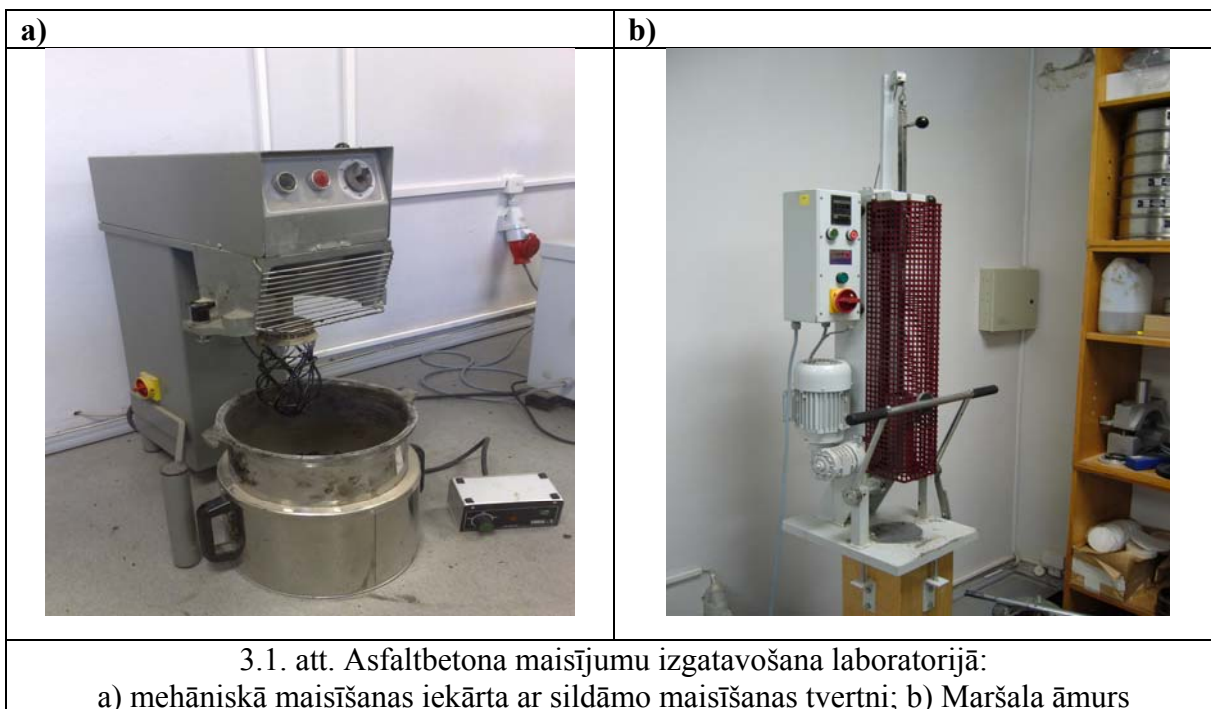 a)
b)
3.1. att. Asfaltbetona maisījumu izgatavošana laboratorijā:
a) mehāniskā maisīšanas iekārta ar sildāmo maisīšanas tvertni; b) Maršala āmurs